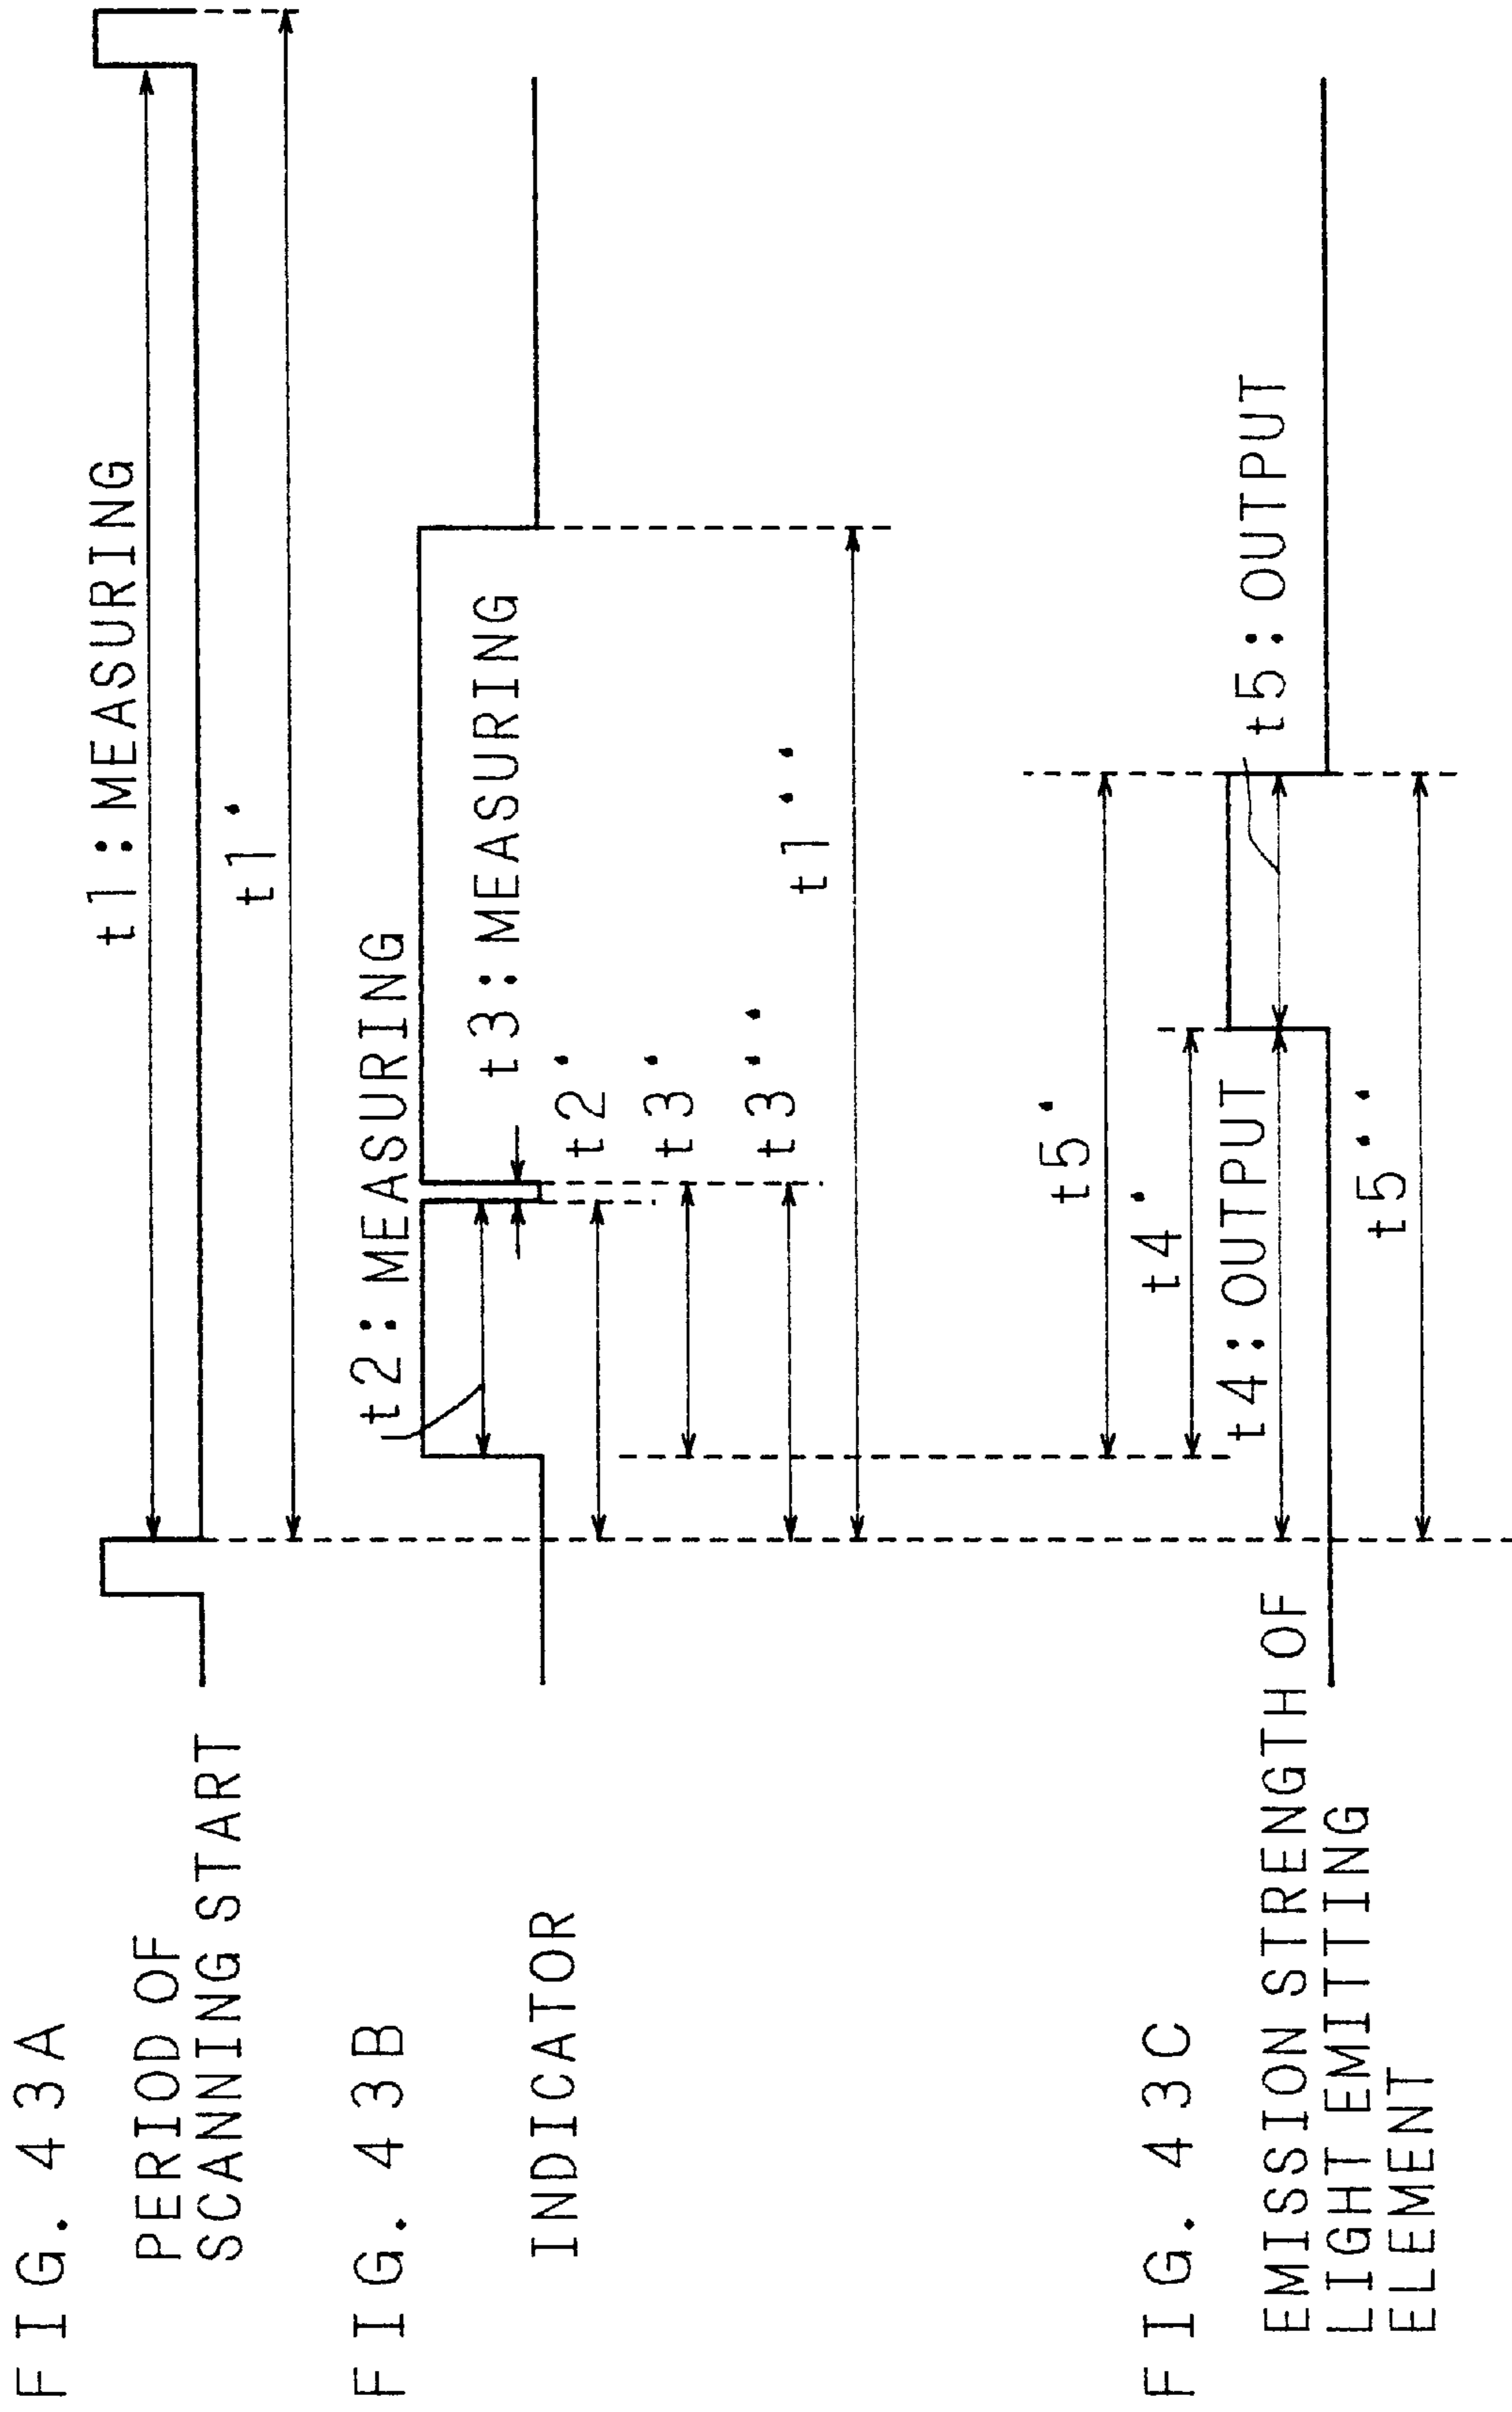 FIG. 43A
PERIOD OF
SCANNING START
t1:MEASURING
t1'
FIG. 43B
INDICATOR
t2:MEASURING
t3:MEASURING
t2'
t3'
t3''
t1''
FIG. 43C
EMISSION STRENGTH OF
LIGHT EMITTING
ELEMENT
t5'
t4'
t4:OUTPUT
t5:OUTPUT
t5''